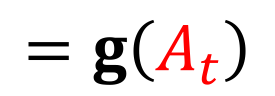 = g(A_t)